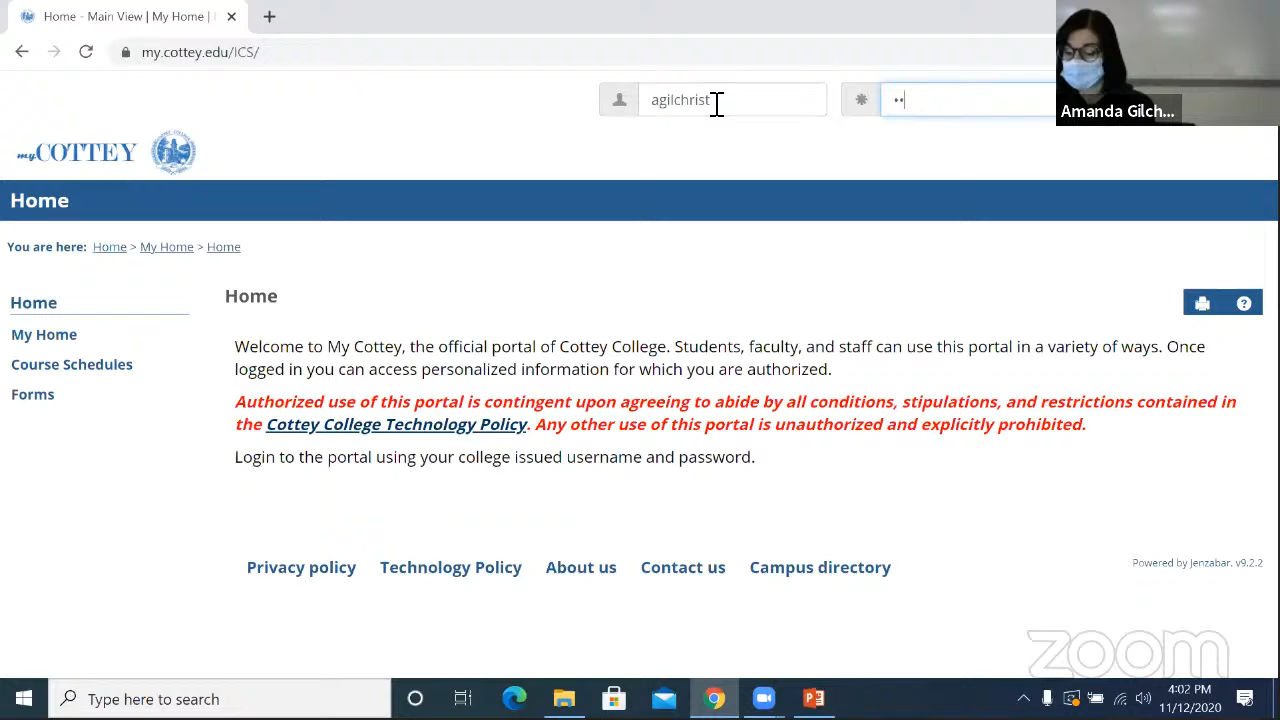 Home - Main View | My Home |
my.cottey.edu/ICS/
agilchrist
Amanda Gilch...
myCOTTEY
Home
You are here: Home > My Home > Home
Home
My Home
Course Schedules
Forms
Home
Welcome to My Cottey, the official portal of Cottey College. Students, faculty, and staff can use this portal in a variety of ways. Once
logged in you can access personalized information for which you are authorized.
Authorized use of this portal is contingent upon agreeing to abide by all conditions, stipulations, and restrictions contained in
the Cottey College Technology Policy. Any other use of this portal is unauthorized and explicitly prohibited.
Login to the portal using your college issued username and password.
Privacy policy Technology Policy About us Contact us Campus directory
Powered by Jenzabar. v9.2.2
zoom
Type here to search
4:02 PM
11/12/2020